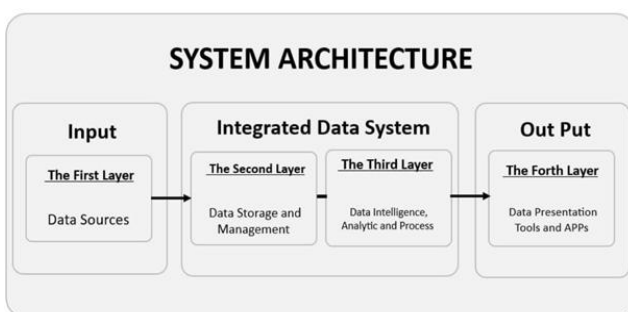 SYSTEM ARCHITECTURE
Input
The First Layer
Data Sources
Integrated Data System
The Second Layer
Data Storage and
Management
The Third Layer
Data Intelligence,
Analytic and Process
Out Put
The Forth Layer
Data Presentation
Tools and APPs